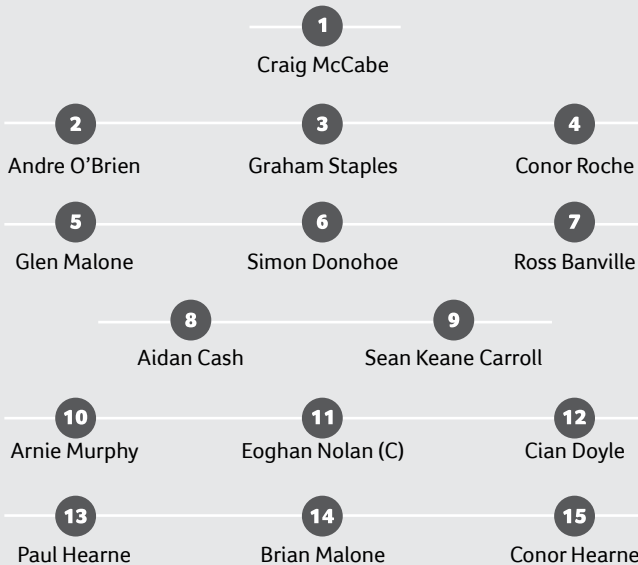 1
Craig McCabe
2 3 4
Andre O’Brien Graham Staples Conor Roche
5 6 7
Glen Malone Simon Donohoe Ross Banville
8 9
Aidan Cash Sean Keane Carroll
10 11 12
Arnie Murphy Eoghan Nolan (C) Cian Doyle
13 14 15
Paul Hearne Brian Malone Conor Hearne